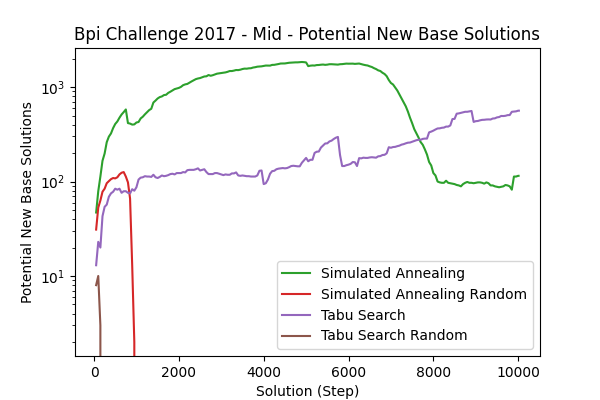 Bpi Challenge 2017 - Mid - Potential New Base Solutions
Potential New Base Solutions
10³
10²
10¹
Simulated Annealing
Simulated Annealing Random
Tabu Search
Tabu Search Random
0 2000 4000 6000 8000 10000
Solution (Step)